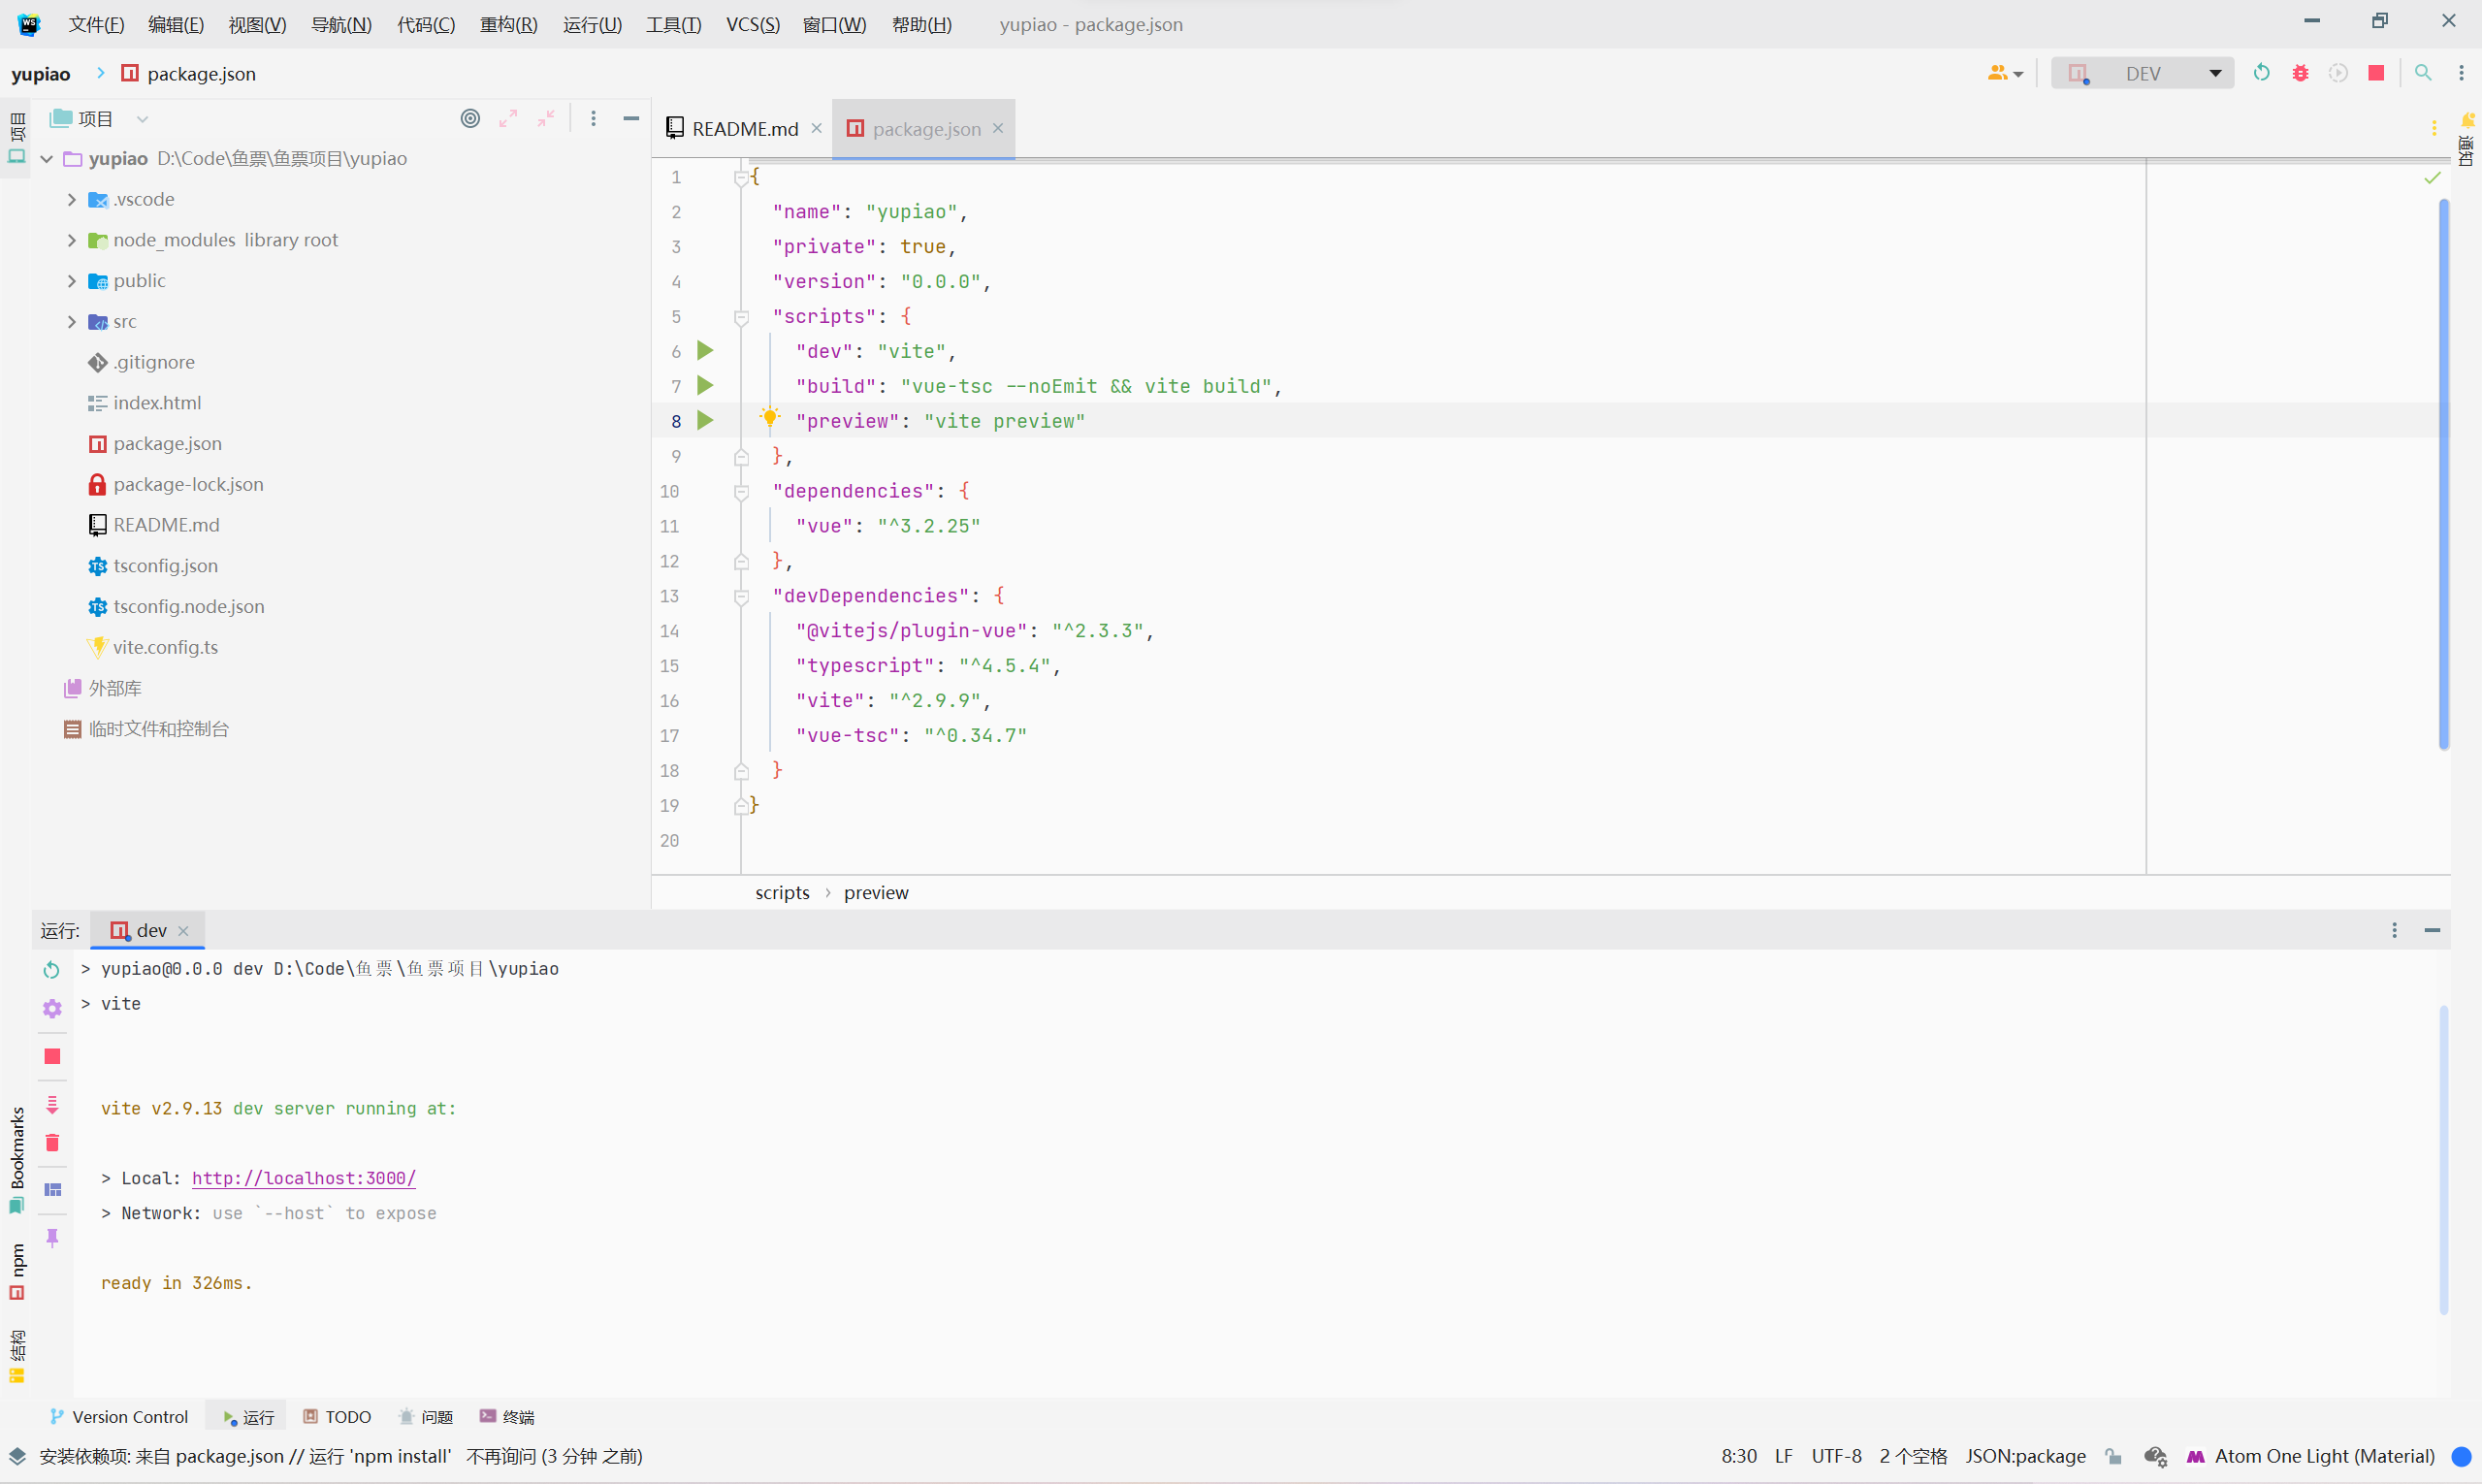 WS 文件(F) 编辑(E) 视图(V) 导航(N) 代码(C) 重构(R) 运行(U) 工具(T) VCS(S) 窗口(W) 帮助(H) yupiao - package.json
yupiao package.json
DEV
项目
项目
README.md package.json
通知
yupiao D:\Code\鱼票\鱼票项目\yupiao
.vscode
node_modules library root
public
src
.gitignore
index.html
package.json
package-lock.json
README.md
tsconfig.json
tsconfig.node.json
vite.config.ts
外部库
临时文件和控制台
1 {
2 "name": "yupiao",
3 "private": true,
4 "version": "0.0.0",
5 "scripts": {
6 "dev": "vite",
7 "build": "vue-tsc --noEmit && vite build",
8 "preview": "vite preview"
9 },
10 "dependencies": {
11 "vue": "^3.2.25"
12 },
13 "devDependencies": {
14 "@vitejs/plugin-vue": "^2.3.3",
15 "typescript": "^4.5.4",
16 "vite": "^2.9.9",
17 "vue-tsc": "^0.34.7"
18 }
19 }
20
scripts › preview
运行: dev
> yupiao@0.0.0 dev D:\Code\鱼票\鱼票项目\yupiao
> vite
vite v2.9.13 dev server running at:
> Local: http://localhost:3000/
> Network: use `--host` to expose
ready in 326ms.
Bookmarks
npm
结构
Version Control 运行 TODO 问题 终端
安装依赖项: 来自 package.json // 运行 'npm install' 不再询问 (3 分钟 之前)
8:30 LF UTF-8 2 个空格 JSON:package Atom One Light (Material)